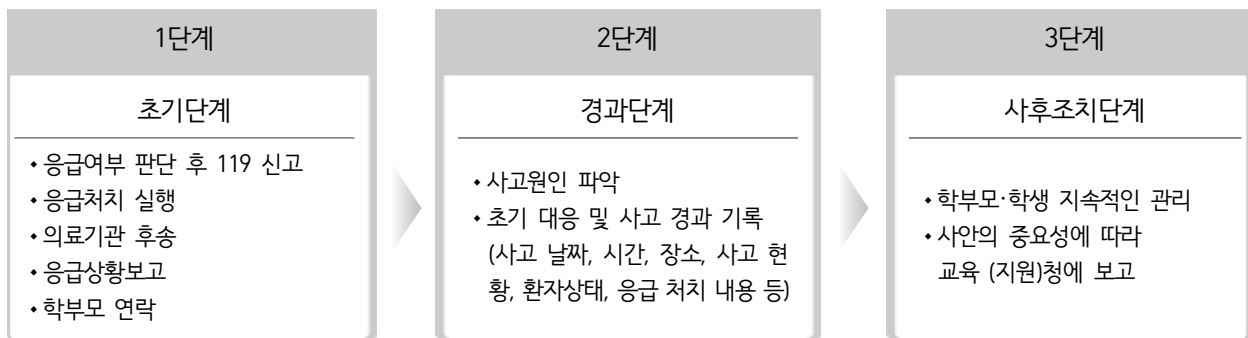 1단계
초기단계
• 응급여부 판단 후 119 신고
• 응급처치 실행
• 의료기관 후송
• 응급상황보고
• 학부모 연락
2단계
경과단계
• 사고원인 파악
• 초기 대응 및 사고 경과 기록
(사고 날짜, 시간, 장소, 사고 현
황, 환자상태, 응급 처치 내용 등)
3단계
사후조치단계
• 학부모·학생 지속적인 관리
• 사안의 중요성에 따라
교육 (지원)청에 보고